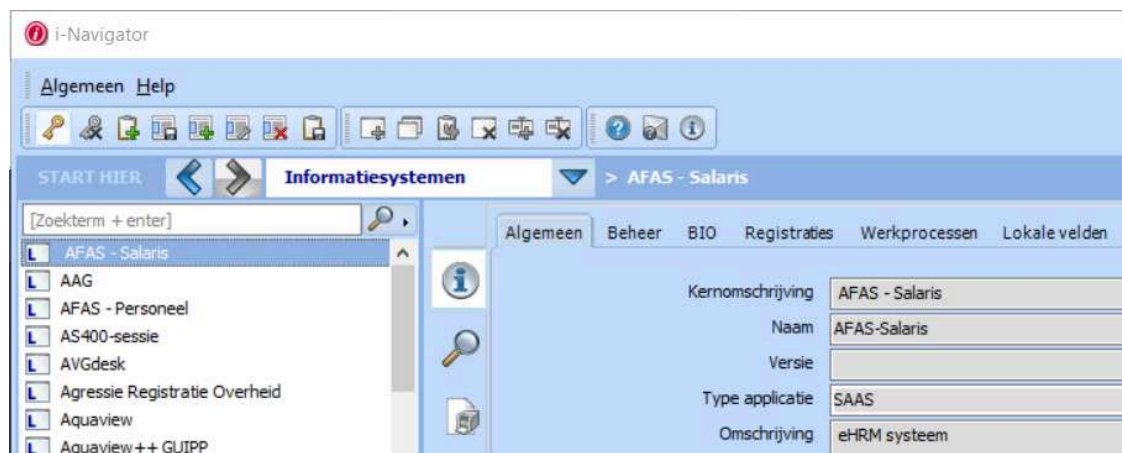 i-Navigator
Algemeen Help
START HIER Informatiesystemen > AFAS - Salaris
[Zoekterm + enter]
AFAS - Salaris
AAG
AFAS - Personeel
AS400-sessie
AVGdesk
Agressie Registratie Overheid
Aquaview
Aquaview++ GUIPP
Algemeen Beheer BIO Registraties Werkprocessen Lokale velden
Kernomschrijving AFAS - Salaris
Naam AFAS-Salaris
Versie
Type applicatie SAAS
Omschrijving eHRM systeem